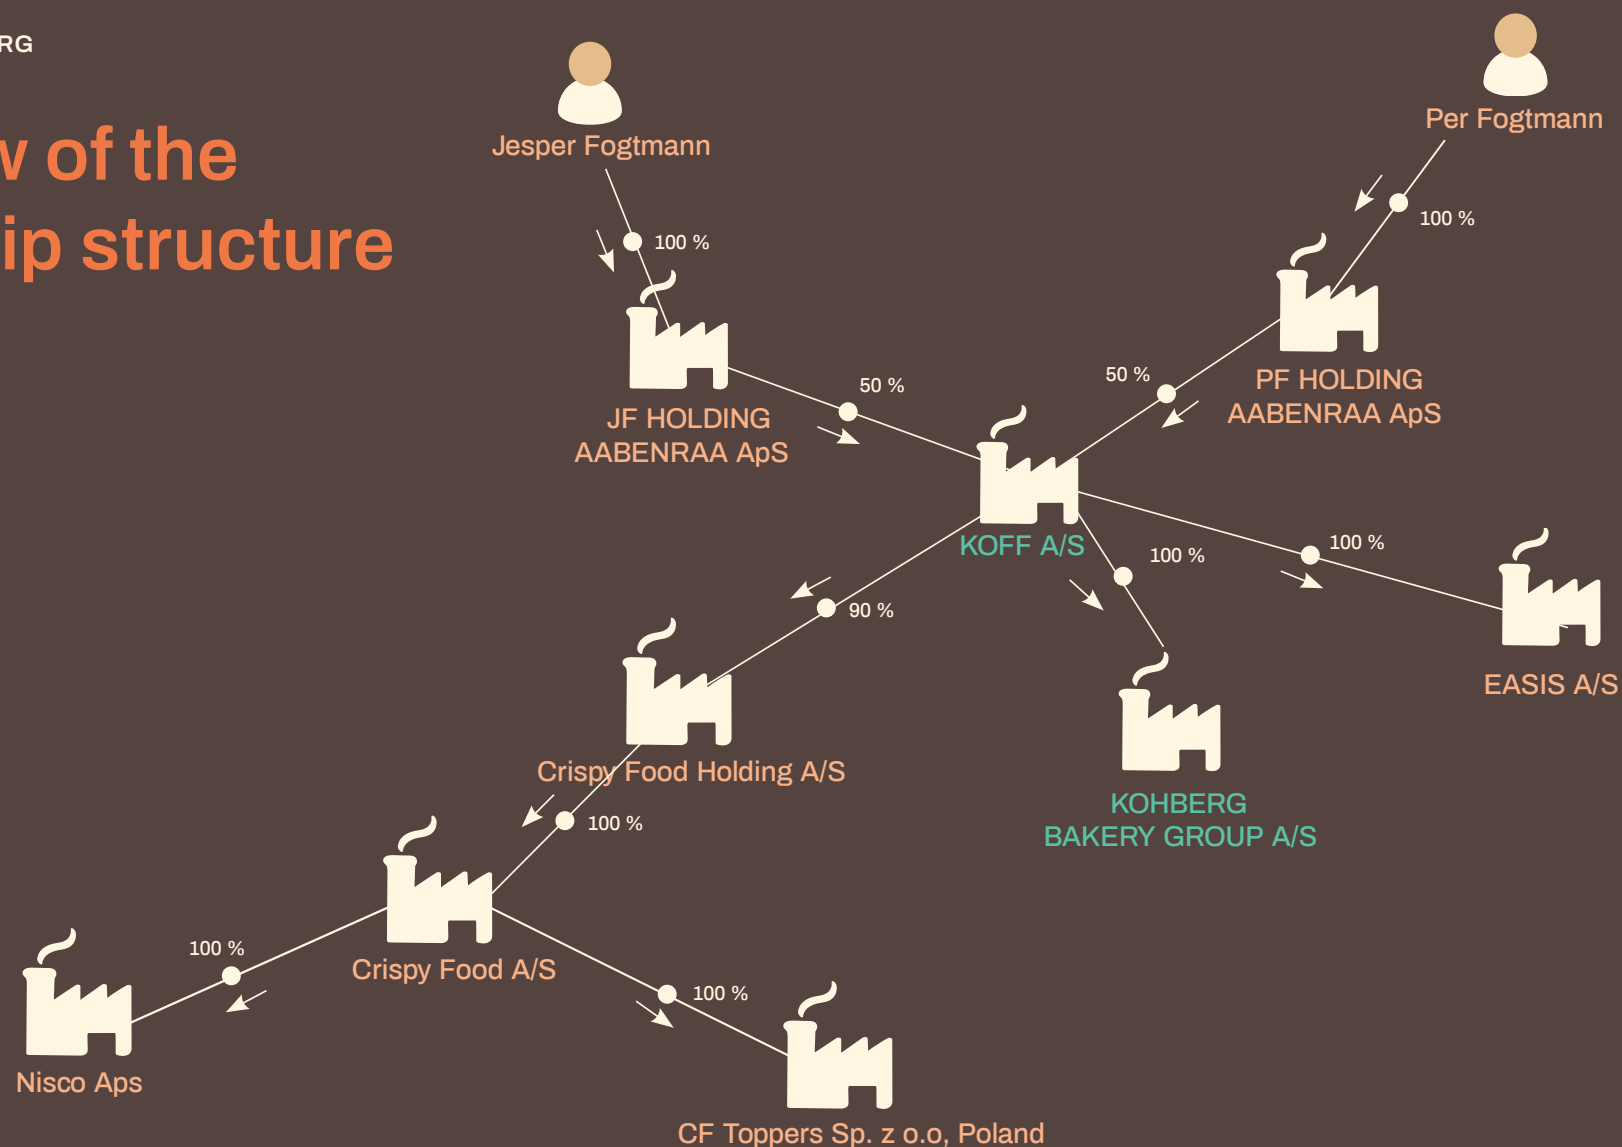 RG
w of the
ip structure
Jesper Fogtmann
Per Fogtmann
100 %
100 %
50 %
50 %
JF HOLDING
AABENRAA ApS
PF HOLDING
AABENRAA ApS
KOFF A/S
100 %
100 %
90 %
EASIS A/S
Crispy Food Holding A/S
100 %
KOHBERG
BAKERY GROUP A/S
100 %
Crispy Food A/S
100 %
Nisco Aps
CF Toppers Sp. z o.o, Poland